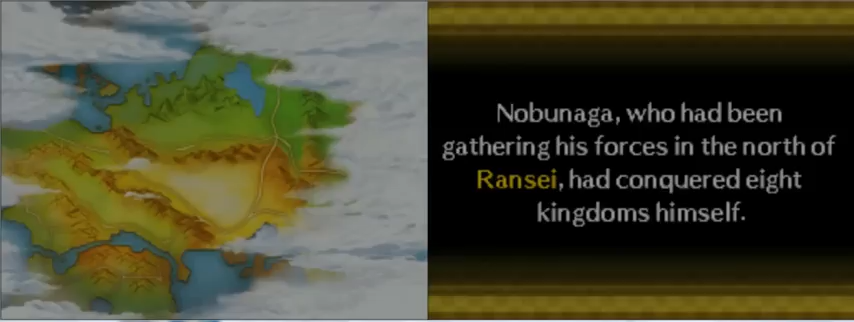 Nobunaga, who had been
gathering his forces in the north of
Ransei, had conquered eight
kingdoms himself.